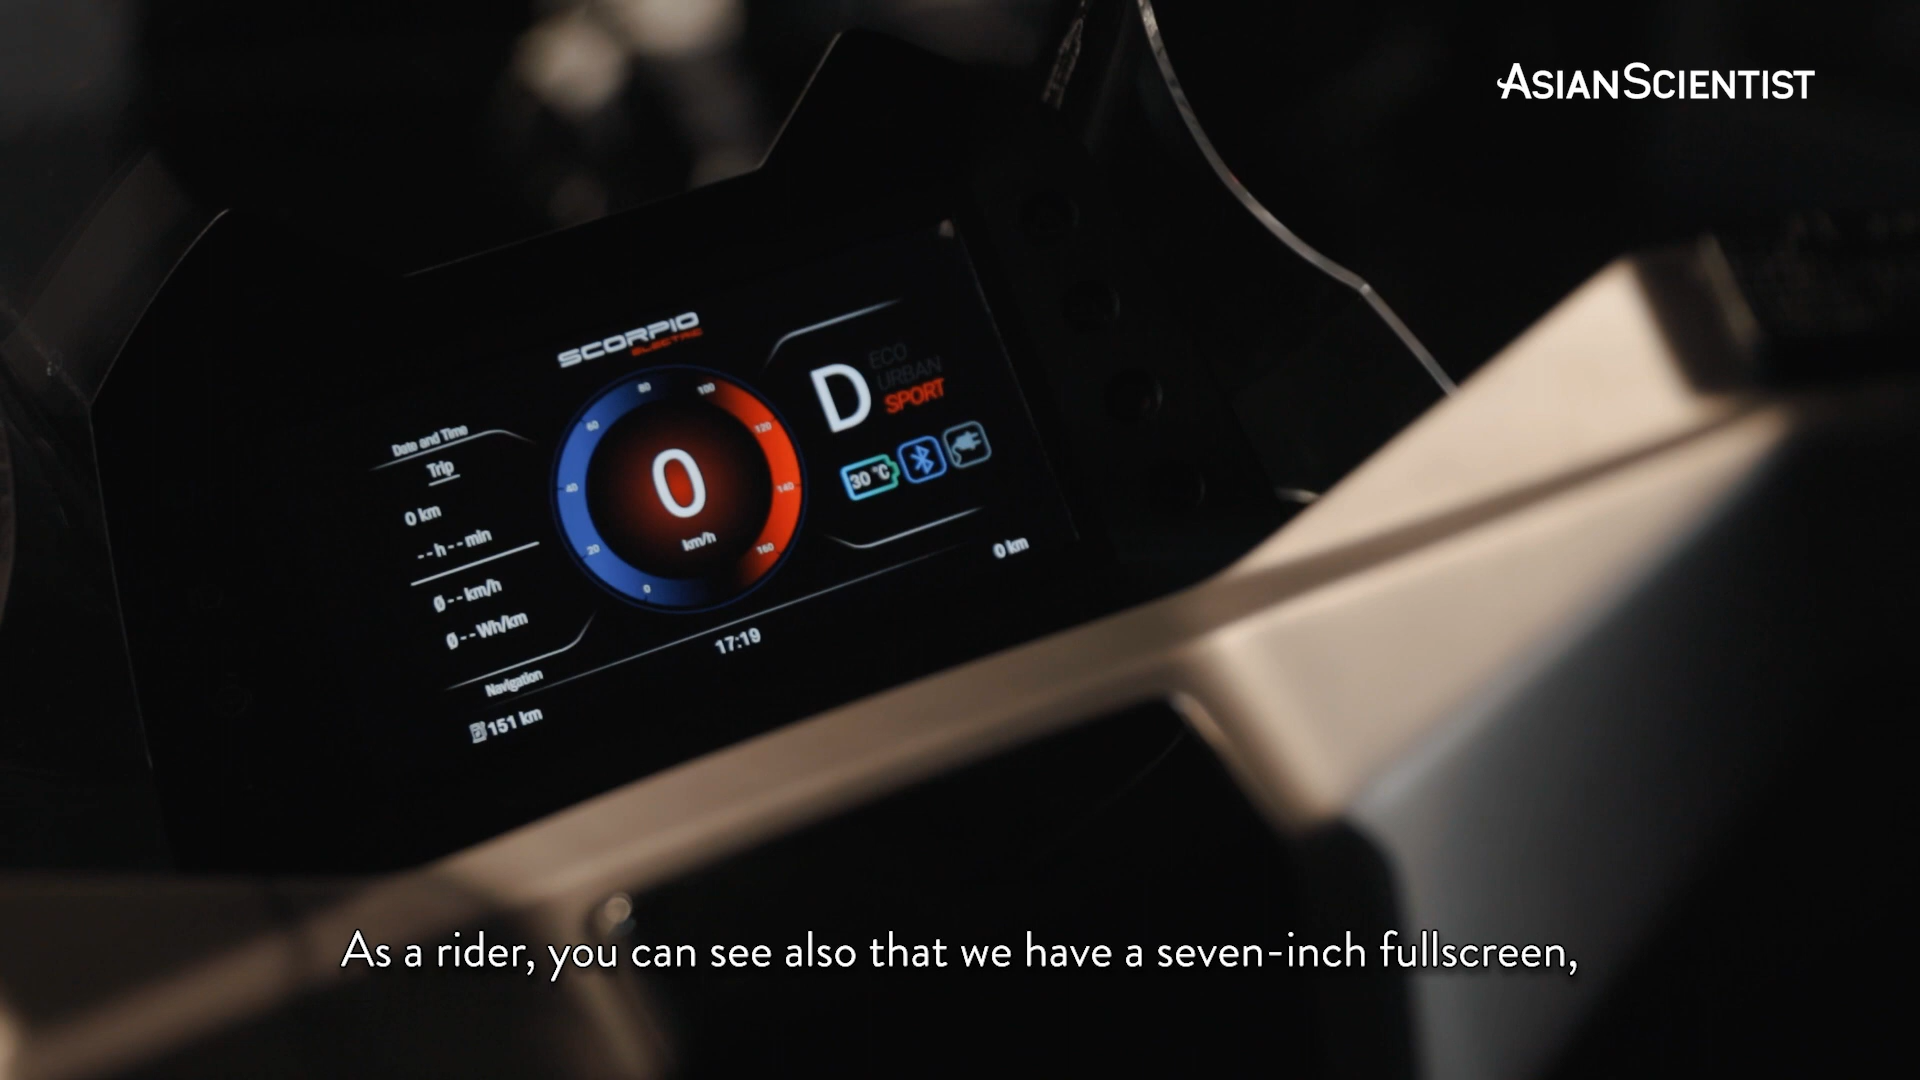 ASIANSCIENTIST
SCORPIO
ELECTRIC
Date and Time
Trip
0 km
--h--min
Ø--km/h
Ø--Wh/km
Navigation
151 km
0
20
40
60
80
100
120
140
160
0
km/h
D
ECO
URBAN
SPORT
30 °C
0 km
17:19
As a rider, you can see also that we have a seven-inch fullscreen,